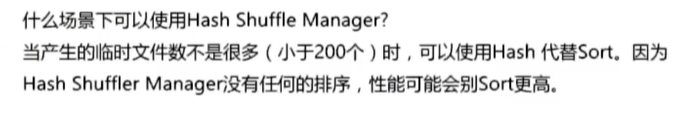 什么场景下可以使用Hash Shuffle Manager?
当产生的临时文件数不是很多（小于200个）时，可以使用Hash 代替Sort。因为
Hash Shuffler Manager没有任何的排序，性能可能会别Sort更高。